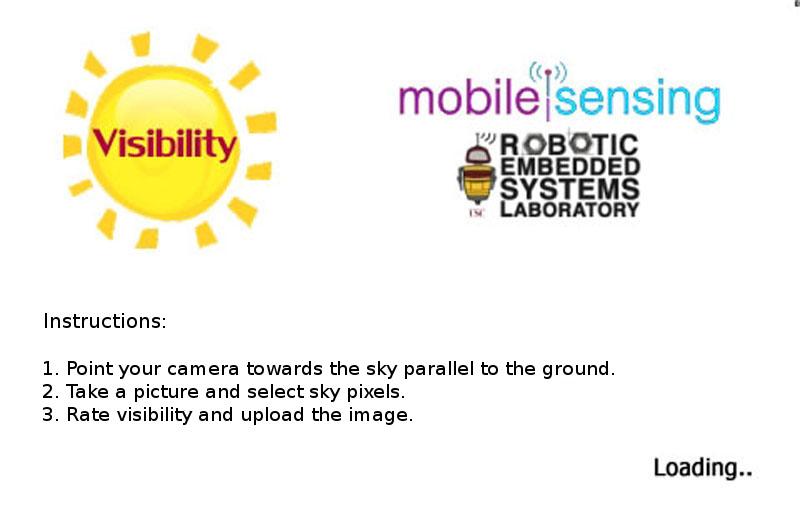 Visibility
mobile sensing
ROBOTIC
EMBEDDED
SYSTEMS
LABORATORY
USC
Instructions:
1. Point your camera towards the sky parallel to the ground.
2. Take a picture and select sky pixels.
3. Rate visibility and upload the image.
Loading..